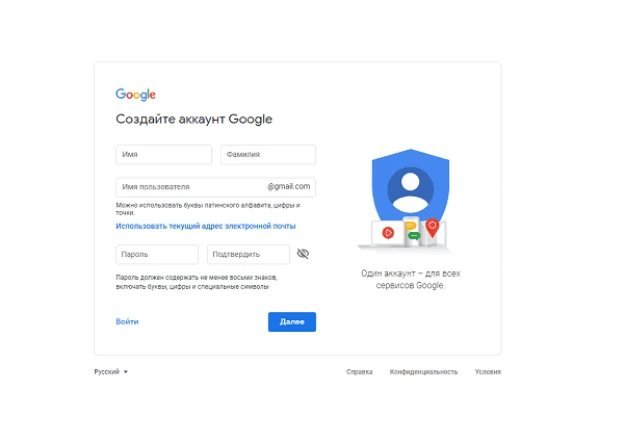 Google
Создайте аккаунт Google
Имя
Фамилия
Имя пользователя
@gmail.com
Можно использовать буквы латинского алфавита, цифры и
точки.
Использовать текущий адрес электронной почты
Пароль
Подтвердить
Пароль должен содержать не менее восьми знаков,
включать буквы, цифры и специальные символы
Войти
Далее
Один аккаунт – для всех
сервисов Google.
Русский
Справка
Конфиденциальность
Условия